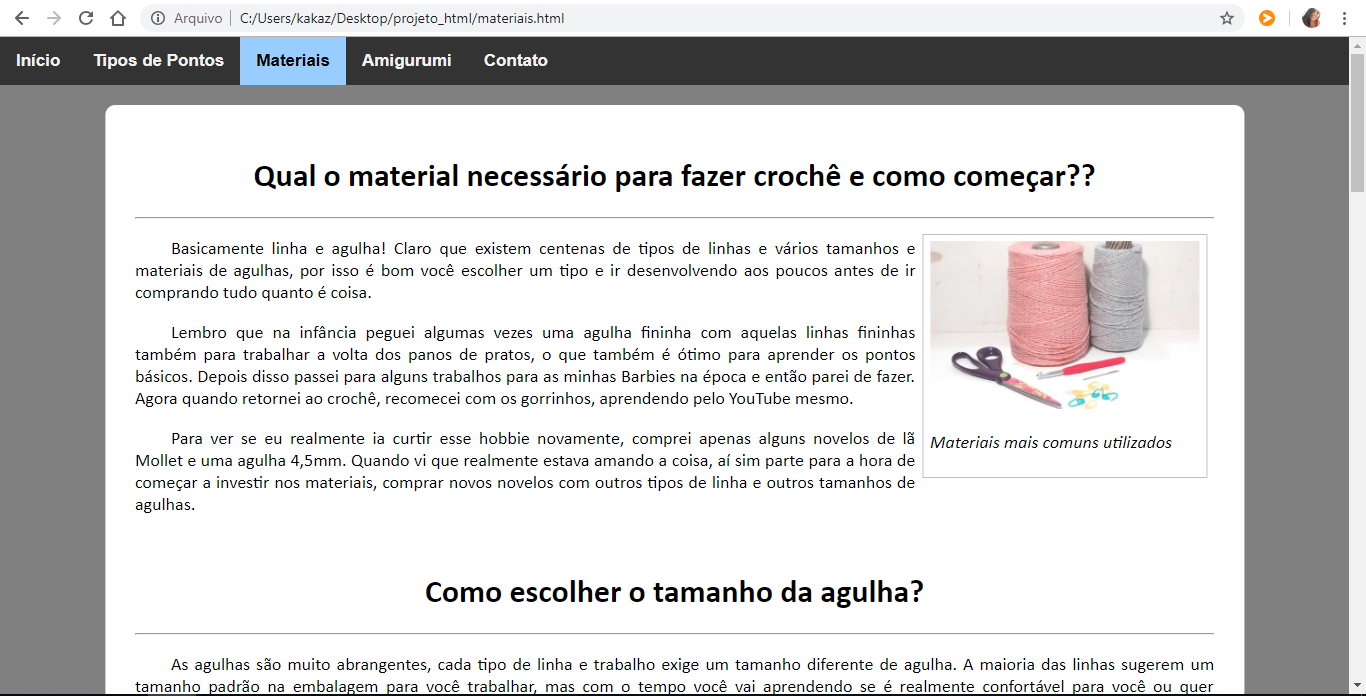 Arquivo C:/Users/kakaz/Desktop/projeto_html/materiais.html
Início Tipos de Pontos Materiais Amigurumi Contato
Qual o material necessário para fazer crochê e como começar??
Basicamente linha e agulha! Claro que existem centenas de tipos de linhas e vários tamanhos e
materiais de agulhas, por isso é bom você escolher um tipo e ir desenvolvendo aos poucos antes de ir
comprando tudo quanto é coisa.
Lembro que na infância peguei algumas vezes uma agulha fininha com aquelas linhas fininhas
também para trabalhar a volta dos panos de pratos, o que também é ótimo para aprender os pontos
básicos. Depois disso passei para alguns trabalhos para as minhas Barbies na época e então parei de fazer.
Agora quando retornei ao crochê, recomecei com os gorrinhos, aprendendo pelo YouTube mesmo.
Para ver se eu realmente ia curtir esse hobbie novamente, comprei apenas alguns novelos de lã
Mollet e uma agulha 4,5mm. Quando vi que realmente estava amando a coisa, aí sim parte para a hora de
começar a investir nos materiais, comprar novos novelos com outros tipos de linha e outros tamanhos de
agulhas.
Materiais mais comuns utilizados
Como escolher o tamanho da agulha?
As agulhas são muito abrangentes, cada tipo de linha e trabalho exige um tamanho diferente de agulha. A maioria das linhas sugerem um
tamanho padrão na embalagem para você trabalhar, mas com o tempo você vai aprendendo se é realmente confortável para você ou quer